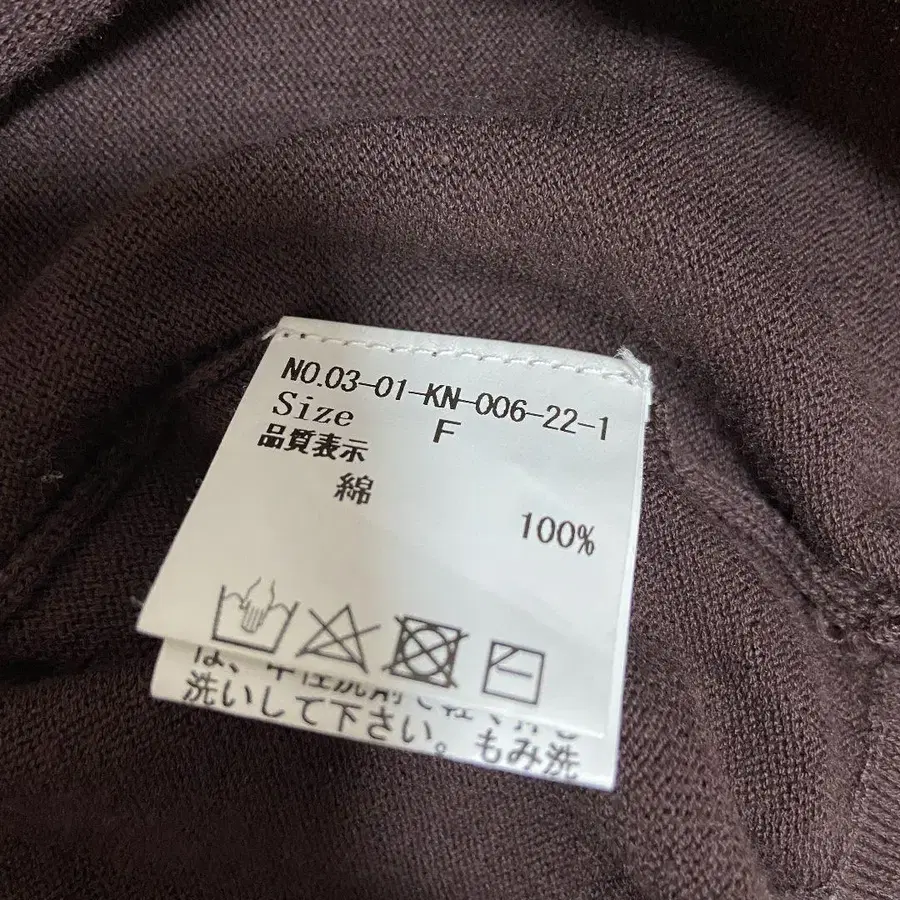 NO.03-01-KN-006-22-1
Size F
品質表示
綿 100%
洗いして下さい。もみ洗